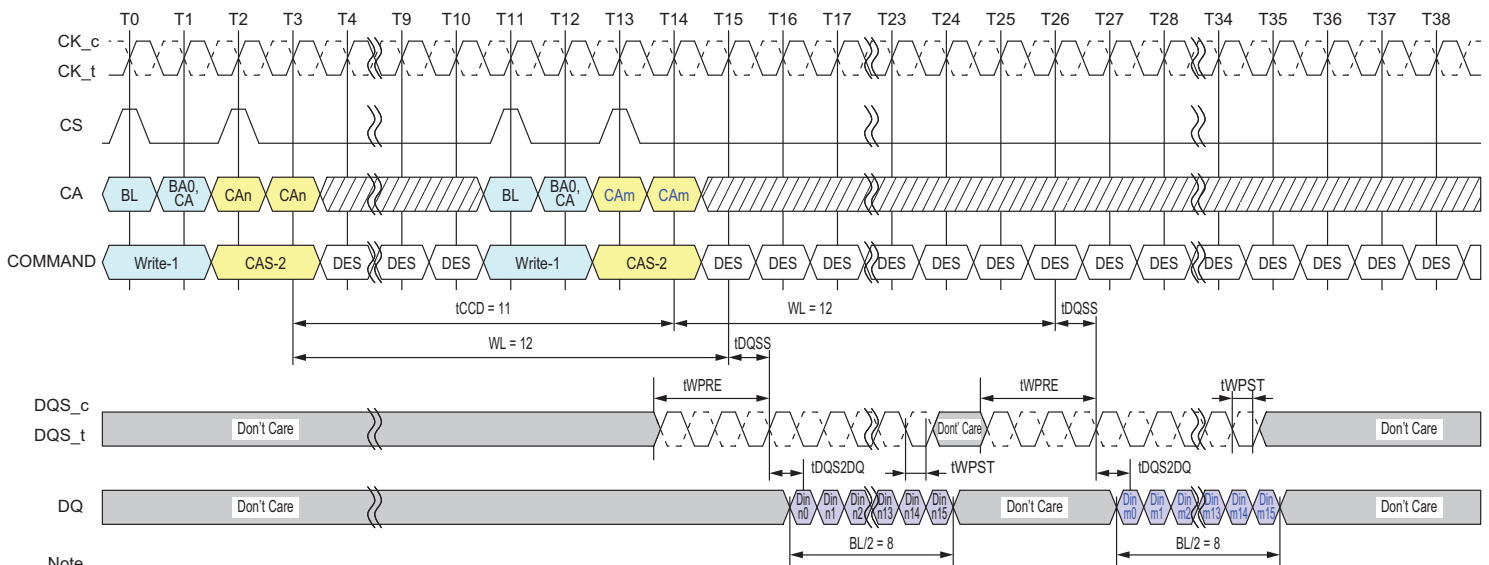 T0 T1 T2 T3 T4 T9 T10 T11 T12 T13 T14 T15 T16 T17 T23 T24 T25 T26 T27 T28 T34 T35 T36 T37 T38
CK_c
CK_t
CS
CA BL BA0, CA CAn CAn BL BA0, CA CAm CAm
COMMAND Write-1 CAS-2 DES DES DES Write-1 CAS-2 DES DES DES DES DES DES DES DES DES DES DES DES DES DES
tCCD = 11 WL = 12 tDQSS
WL = 12 tDQSS
tWPRE tWPRE tWPST
DQS_c
DQS_t Don't Care Dont' Care Don't Care
tDQS2DQ tWPST tDQS2DQ
DQ Don't Care Din n0 Din n1 Din n2 Din n13 Din n14 Din n15 Don't Care Din m0 Din m1 Din m2 Din m13 Din m14 Din m15 Don't Care
BL/2 = 8 BL/2 = 8
Note